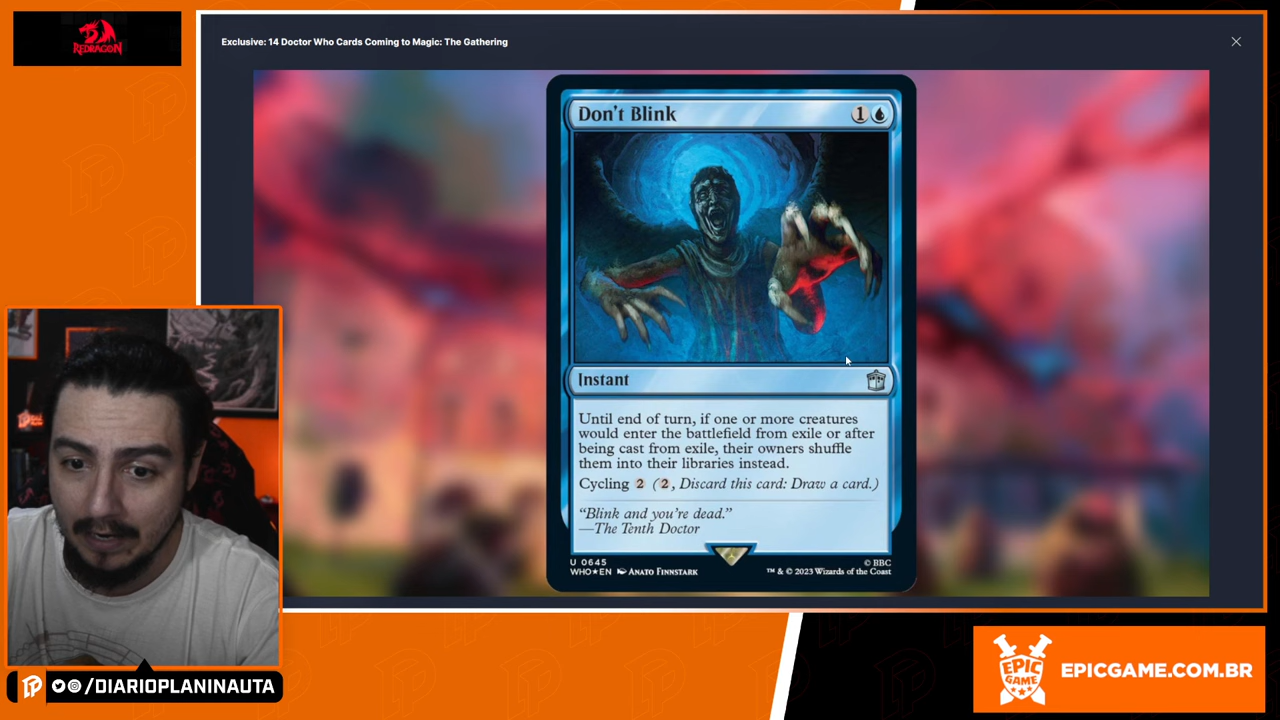 REDRAGON
Exclusive: 14 Doctor Who Cards Coming to Magic: The Gathering
Don't Blink
1
Instant
Until end of turn, if one or more creatures
would enter the battlefield from exile or after
being cast from exile, their owners shuffle
them into their libraries instead.
Cycling 2 (2, Discard this card: Draw a card.)
“Blink and you're dead.”
—The Tenth Doctor
U 0645
WHO★EN ANATO FINNSTARK
© BBC
™ & © 2023 Wizards of the Coast
/DIARIOPLANINAUTA
EPIC
GAME
EPICGAME.COM.BR